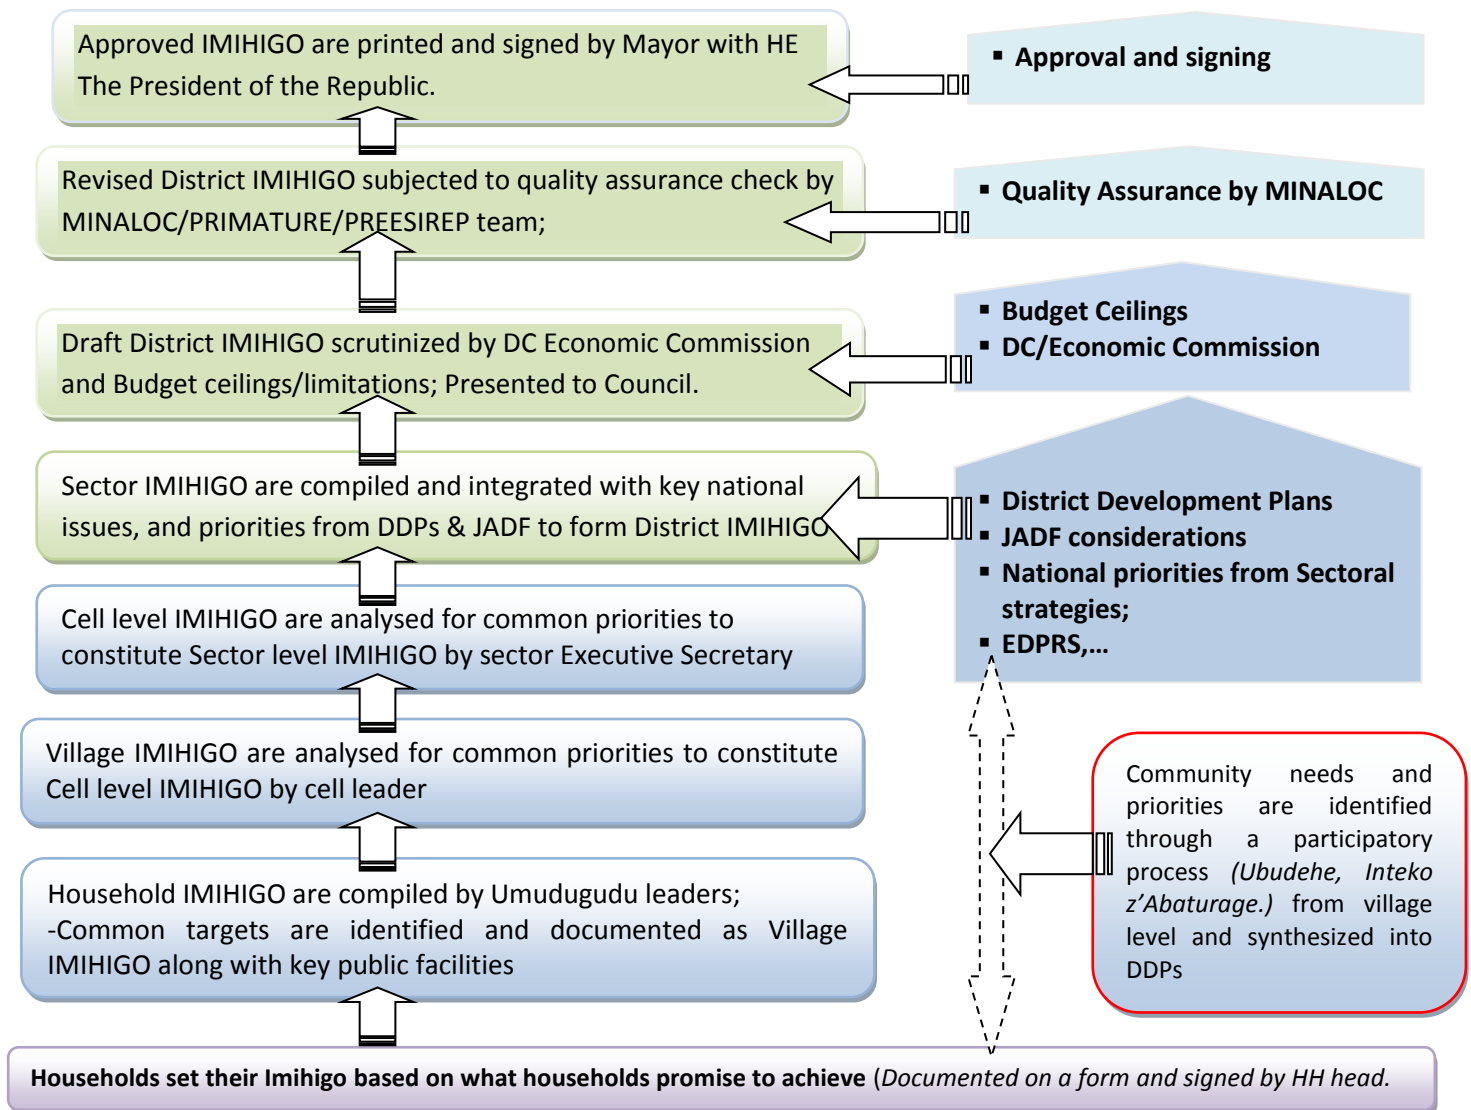 Approved IMIHIGO are printed and signed by Mayor with HE
The President of the Republic.
▪ Approval and signing
Revised District IMIHIGO subjected to quality assurance check by
MINALOC/PRIMATURE/PREESIREP team;
▪ Quality Assurance by MINALOC
Draft District IMIHIGO scrutinized by DC Economic Commission
and Budget ceilings/limitations; Presented to Council.
▪ Budget Ceilings
▪ DC/Economic Commission
Sector IMIHIGO are compiled and integrated with key national
issues, and priorities from DDPs & JADF to form District IMIHIGO
▪ District Development Plans
▪ JADF considerations
▪ National priorities from Sectoral
strategies;
▪ EDPRS,...
Cell level IMIHIGO are analysed for common priorities to
constitute Sector level IMIHIGO by sector Executive Secretary
Village IMIHIGO are analysed for common priorities to constitute
Cell level IMIHIGO by cell leader
Community needs and
priorities are identified
through a participatory
process (Ubudehe, Inteko
z’Abaturage.) from village
level and synthesized into
DDPs
Household IMIHIGO are compiled by Umudugudu leaders;
-Common targets are identified and documented as Village
IMIHIGO along with key public facilities
Households set their Imihigo based on what households promise to achieve (Documented on a form and signed by HH head.